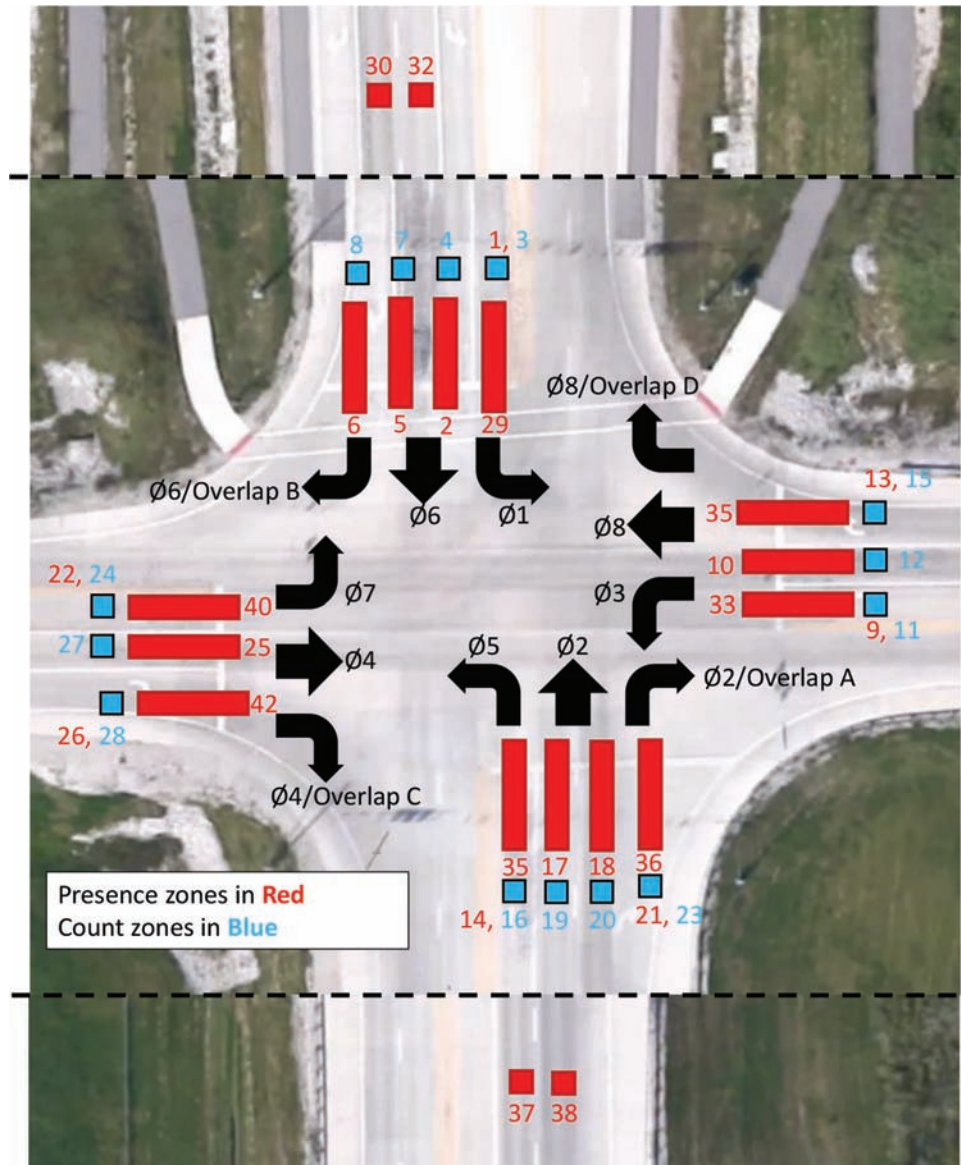 30 32
8 7 4 1, 3
6 5 2 29
Ø8/Overlap D
Ø6/Overlap B
Ø6
Ø1
13, 15
35
Ø8
12
10
22, 24
40
Ø7
Ø3
33
9, 11
27
25
Ø4
Ø5
Ø2
Ø2/Overlap A
42
26, 28
Ø4/Overlap C
35 17 18 36
14, 16 19 20 21, 23
Presence zones in Red
Count zones in Blue
37 38